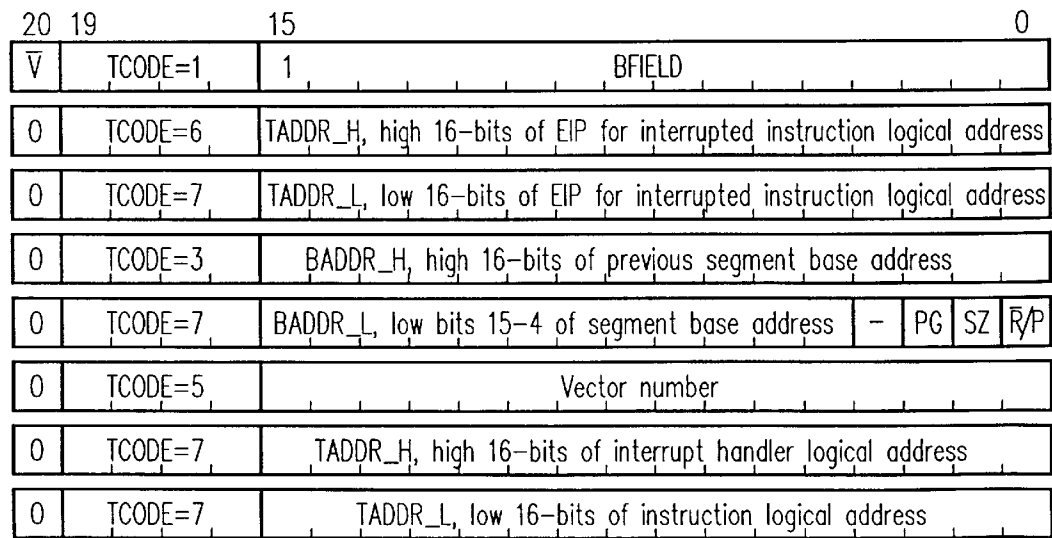 20 19 15 0
V̅ TCODE=1 1 BFIELD
0 TCODE=6 TADDR_H, high 16-bits of EIP for interrupted instruction logical address
0 TCODE=7 TADDR_L, low 16-bits of EIP for interrupted instruction logical address
0 TCODE=3 BADDR_H, high 16-bits of previous segment base address
0 TCODE=7 BADDR_L, low bits 15-4 of segment base address - PG SZ R̅/P
0 TCODE=5 Vector number
0 TCODE=7 TADDR_H, high 16-bits of interrupt handler logical address
0 TCODE=7 TADDR_L, low 16-bits of instruction logical address